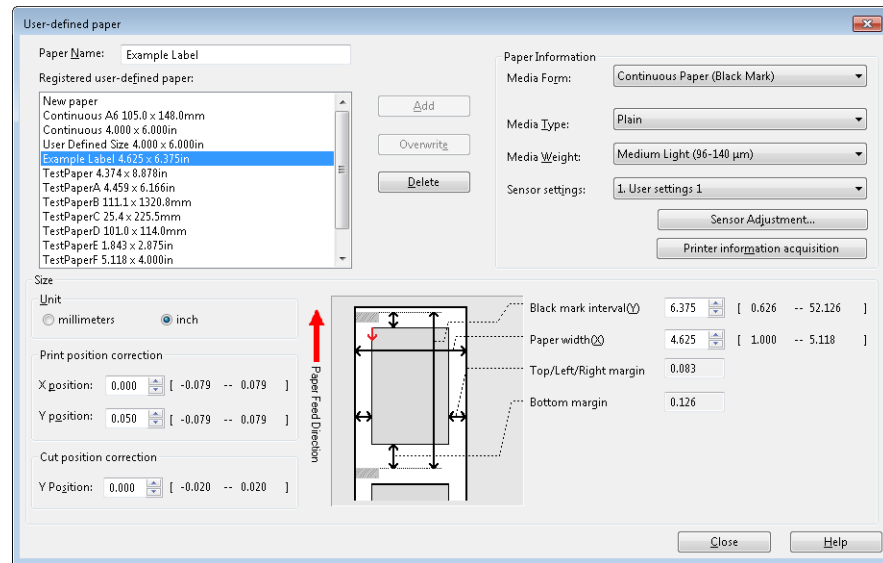 User-defined paper
Paper Name: Example Label
Registered user-defined paper:
New paper
Continuous A6 105.0 x 148.0mm
Continuous 4.000 x 6.000in
User Defined Size 4.000 x 6.000in
Example Label 4.625 x 6.375in
TestPaper 4.374 x 8.878in
TestPaperA 4.459 x 6.166in
TestPaperB 111.1 x 1320.8mm
TestPaperC 25.4 x 225.5mm
TestPaperD 101.0 x 114.0mm
TestPaperE 1.843 x 2.875in
TestPaperF 5.118 x 4.000in
Add
Overwrite
Delete
Paper Information
Media Form: Continuous Paper (Black Mark)
Media Type: Plain
Media Weight: Medium Light (96-140 μm)
Sensor settings: 1. User settings 1
Sensor Adjustment...
Printer information acquisition
Size
Unit
millimeters inch
Print position correction
X position: 0.000 [ -0.079 -- 0.079 ]
Y position: 0.050 [ -0.079 -- 0.079 ]
Cut position correction
Y Position: 0.000 [ -0.020 -- 0.020 ]
Paper Feed Direction
Black mark interval(Y) 6.375 [ 0.626 -- 52.126 ]
Paper width(X) 4.625 [ 1.000 -- 5.118 ]
Top/Left/Right margin 0.083
Bottom margin 0.126
Close
Help